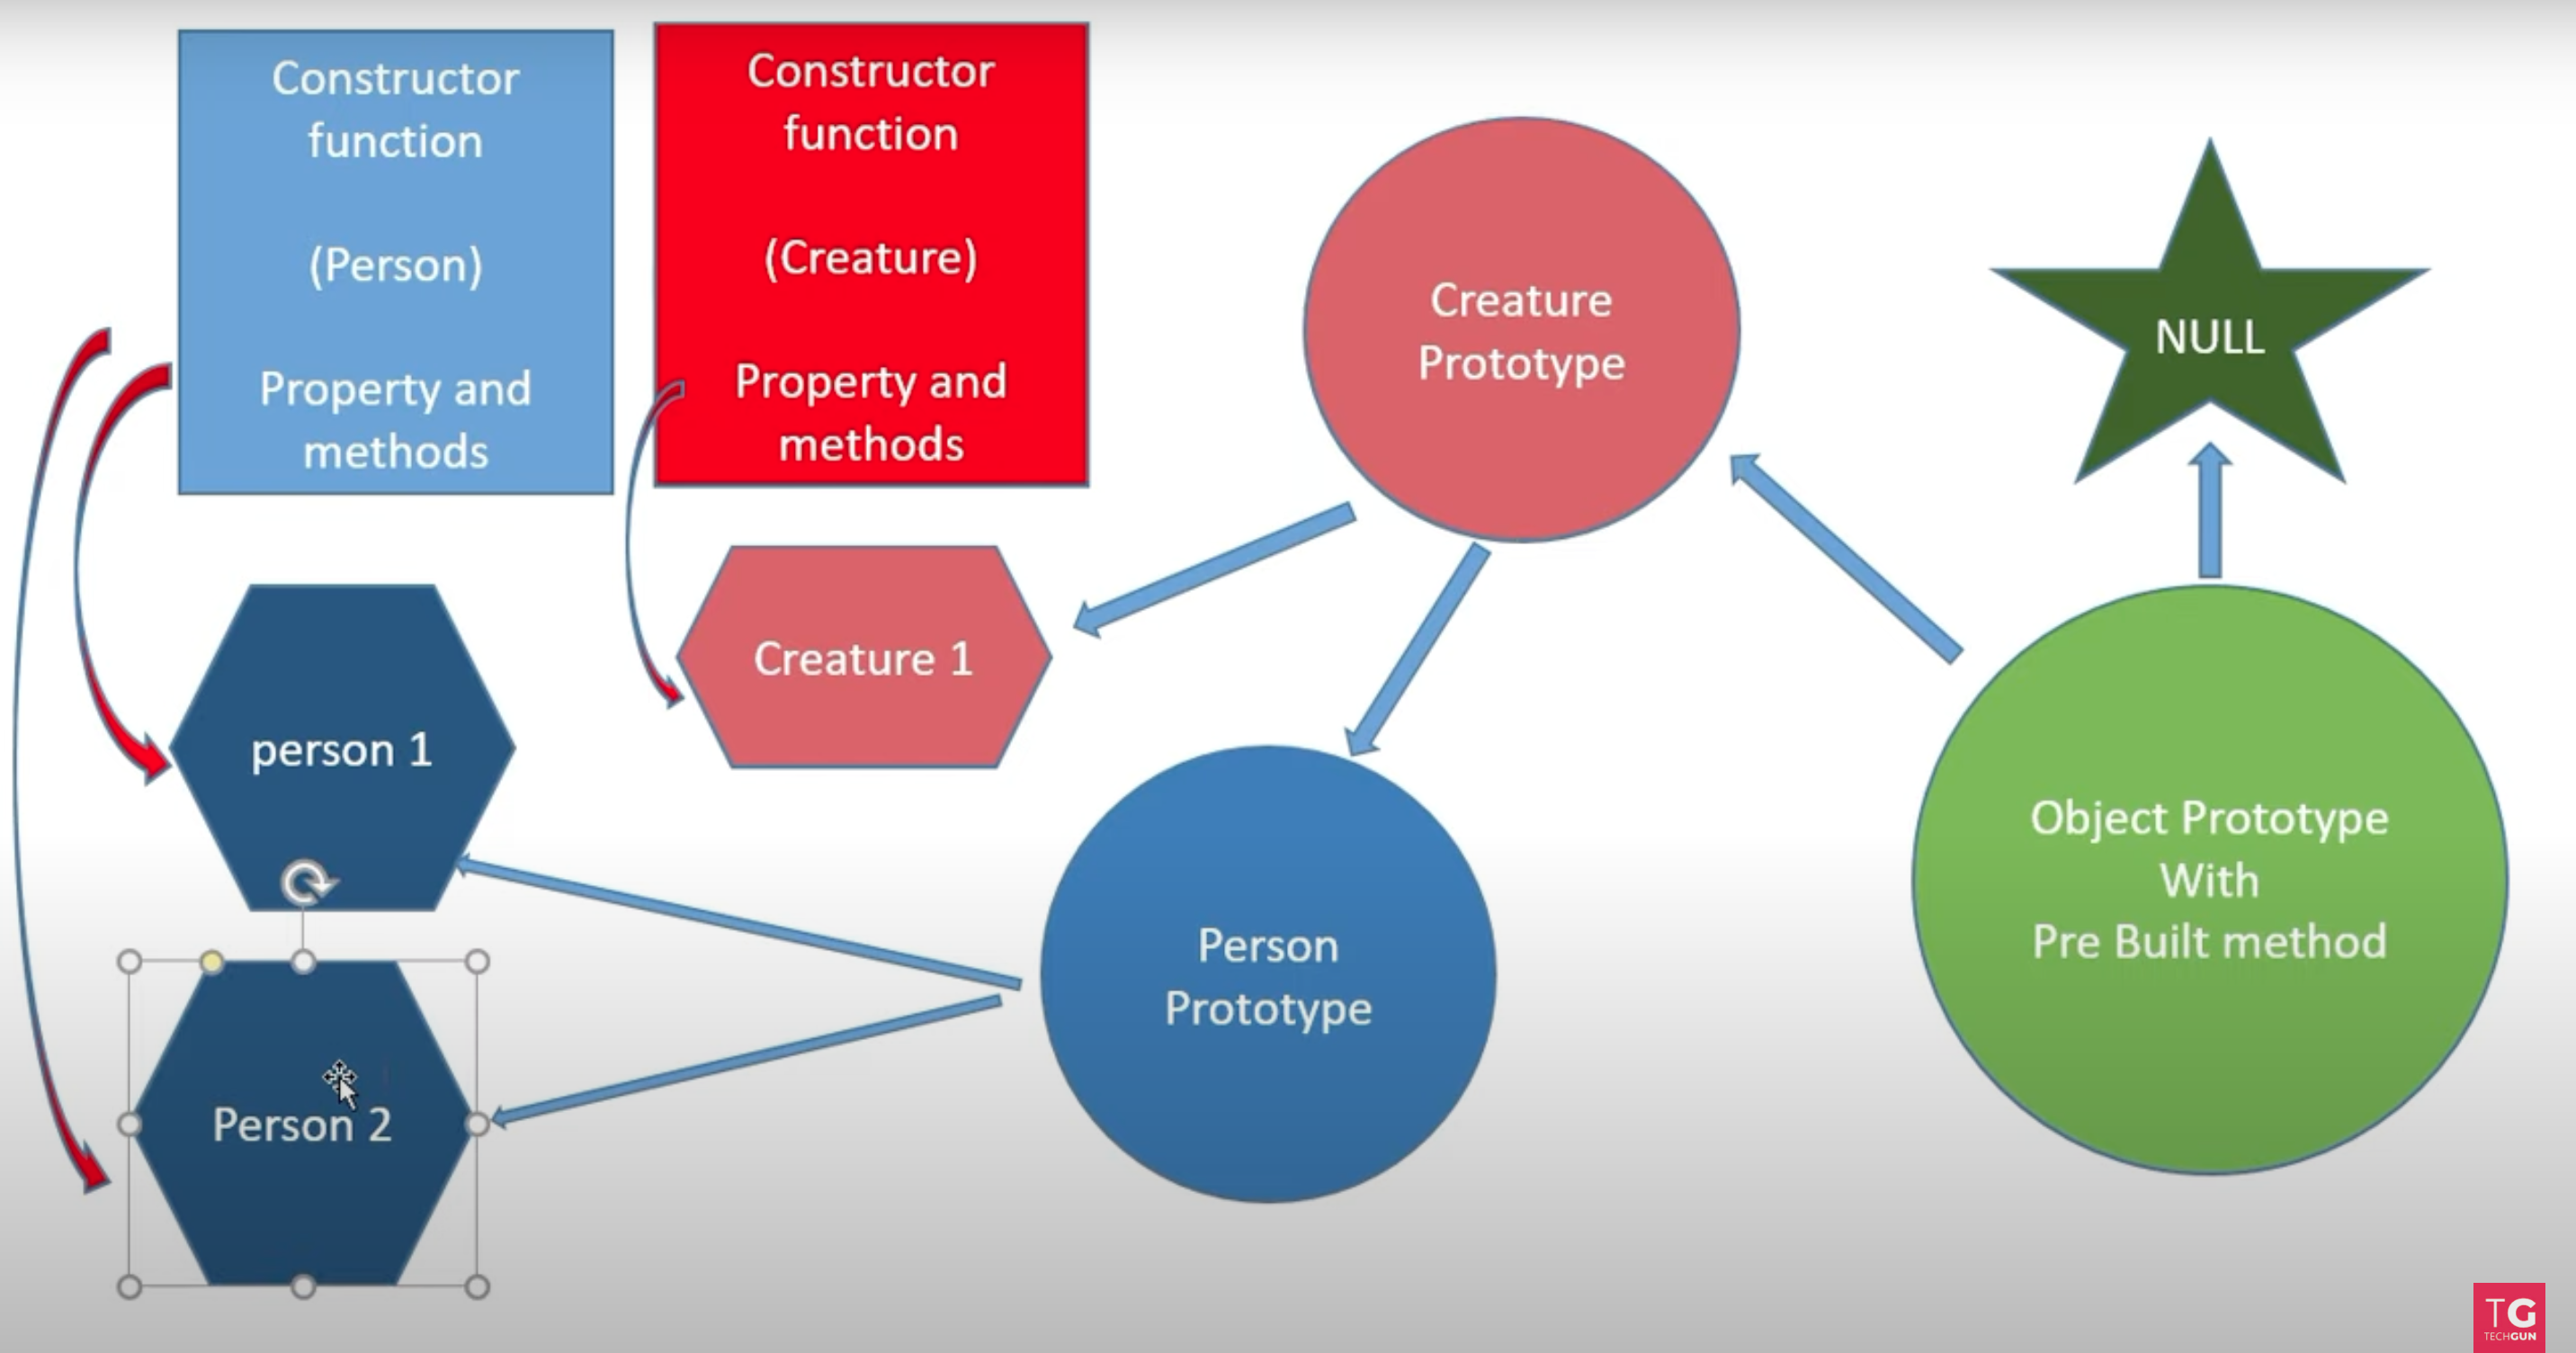 Constructor
function
(Person)
Property and
methods
Constructor
function
(Creature)
Property and
methods
Creature
Prototype
NULL
Creature 1
person 1
Person
Prototype
Object Prototype
With
Pre Built method
Person 2
TG
TECHGUN